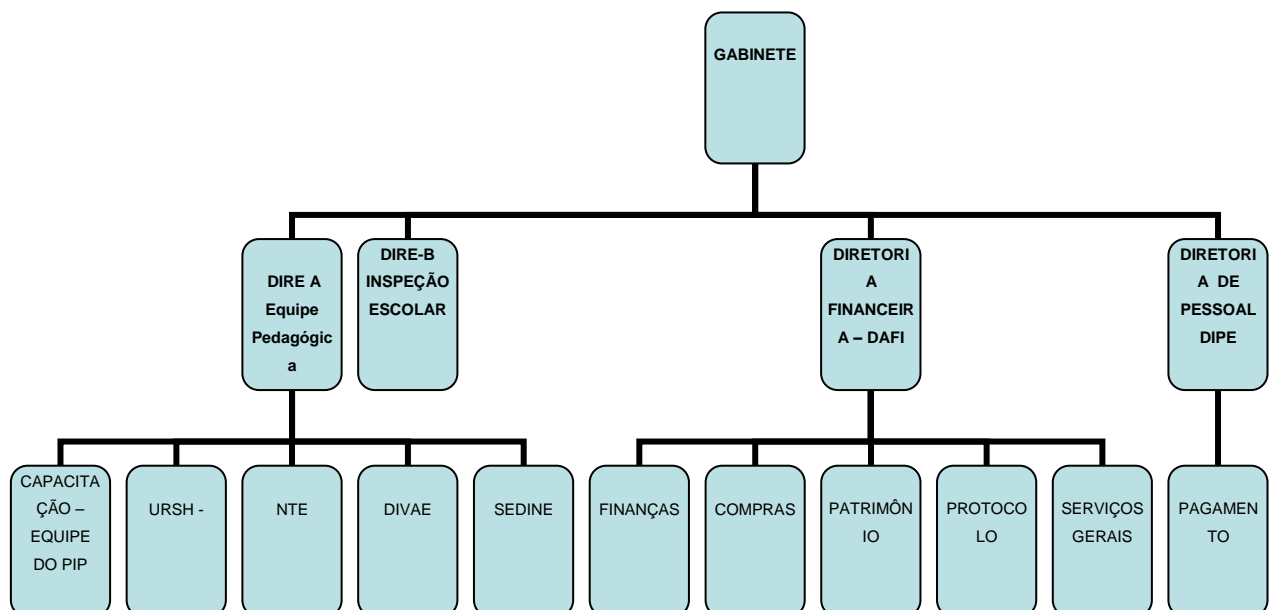 GABINETE
DIRE A
Equipe
Pedagógic
a
DIRE-B
INSPEÇÃO
ESCOLAR
DIRETORI
A
FINANCEIR
A – DAFI
DIRETORI
A DE
PESSOAL
DIPE
CAPACITA
ÇÃO –
EQUIPE
DO PIP
URSH -
NTE
DIVAE
SEDINE
FINANÇAS
COMPRAS
PATRIMÔN
IO
PROTOCO
LO
SERVIÇOS
GERAIS
PAGAMEN
TO